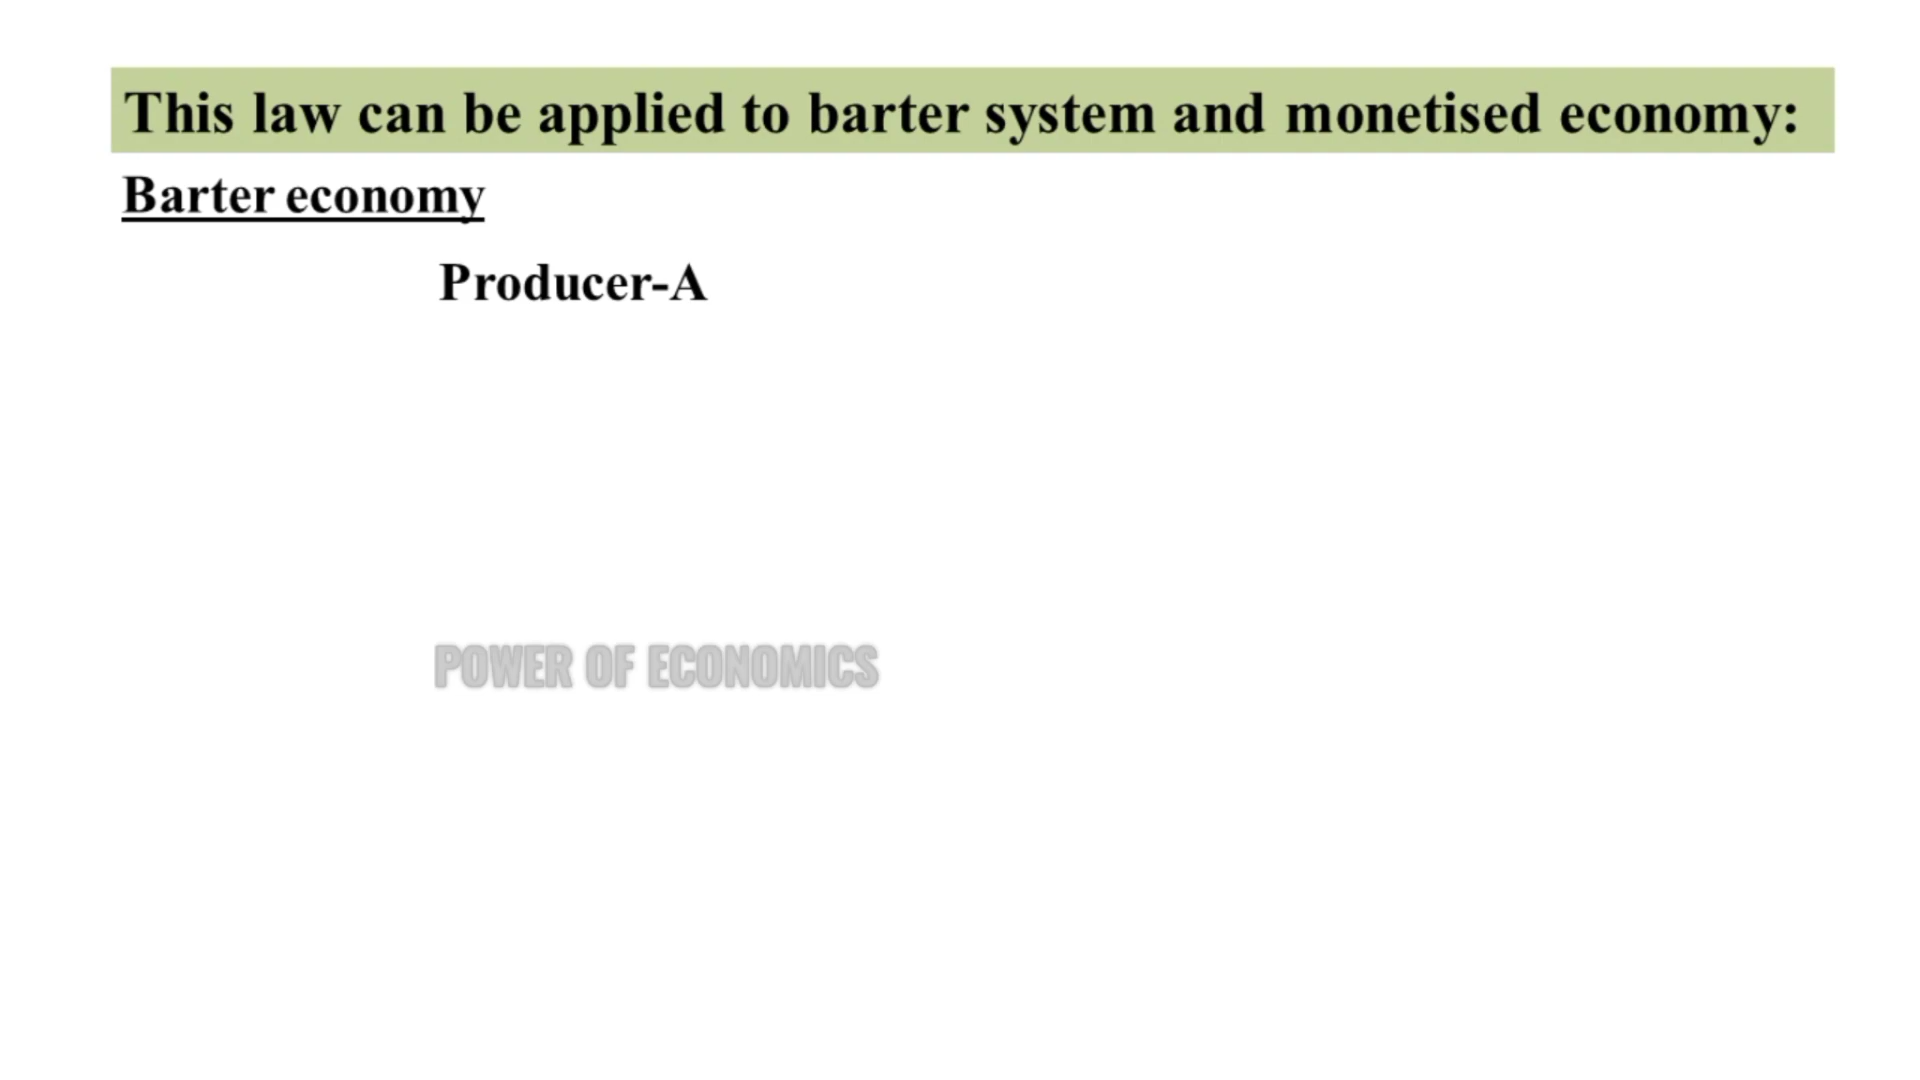 This law can be applied to barter system and monetised economy:
Barter economy
Producer-A
POWER OF ECONOMICS